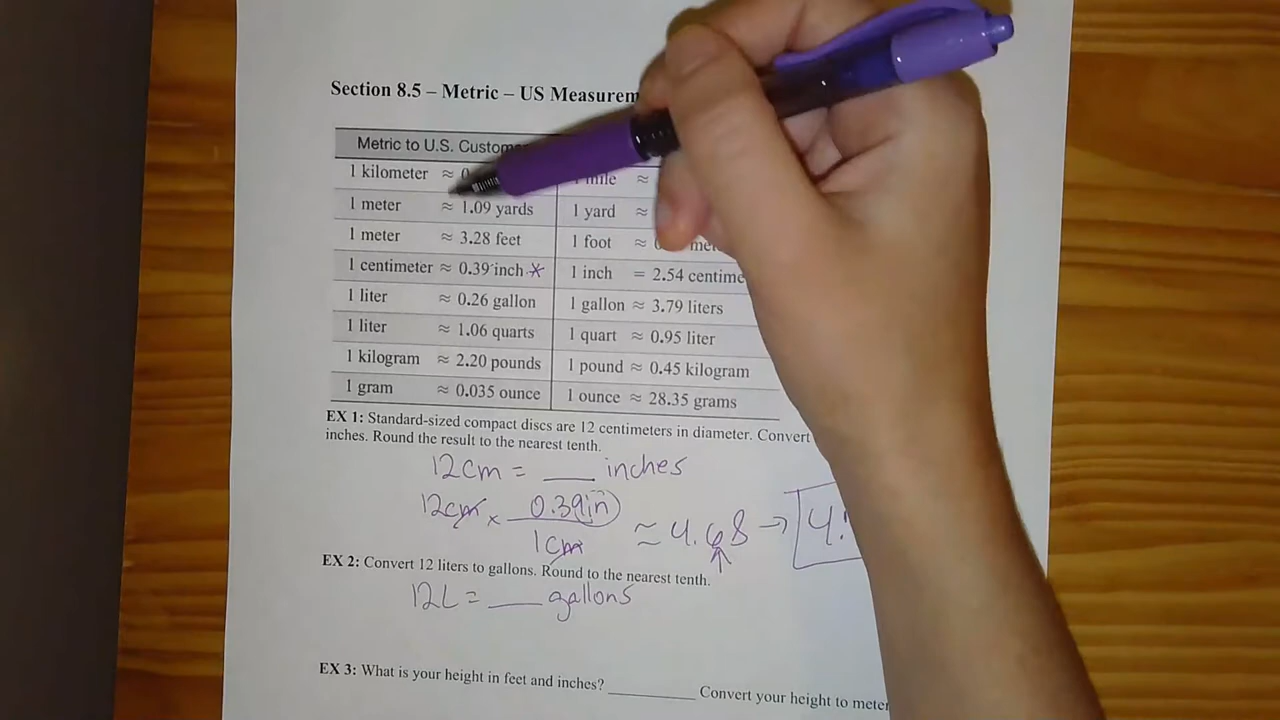 Section 8.5 – Metric – US
Metric to U.S.
1 kilometer ≈
1 mile ≈
1 meter ≈ 1.09 yards
1 yard ≈
1 meter ≈ 3.28 feet
1 foot ≈
1 centimeter ≈ 0.39 inch *
1 inch = 2.54
1 liter ≈ 0.26 gallon
1 gallon ≈ 3.79 liters
1 liter ≈ 1.06 quarts
1 quart ≈ 0.95 liter
1 kilogram ≈ 2.20 pounds
1 pound ≈ 0.45 kilogram
1 gram ≈ 0.035 ounce
1 ounce ≈ 28.35 grams
EX 1: Standard-sized compact discs are 12 centimeters in diameter. Convert
inches. Round the result to the nearest tenth.
12cm = ___ inches
12cm x 0.39in
1cm
≈ 4.68 →
EX 2: Convert 12 liters to gallons. Round to the nearest tenth.
12L = ___ gallons
EX 3: What is your height in feet and inches? __________ Convert your height to